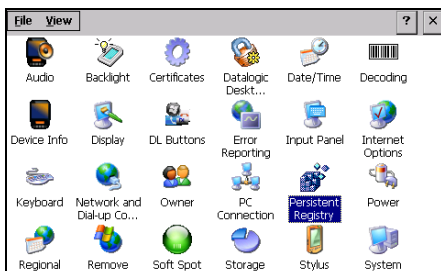 File View ? ×
Audio Backlight Certificates Datalogic Deskt... Date/Time Decoding
Device Info Display DL Buttons Error Reporting Input Panel Internet Options
Keyboard Network and Dial-up Co... Owner PC Connection Persistent Registry Power
Regional Remove Soft Spot Storage Stylus System